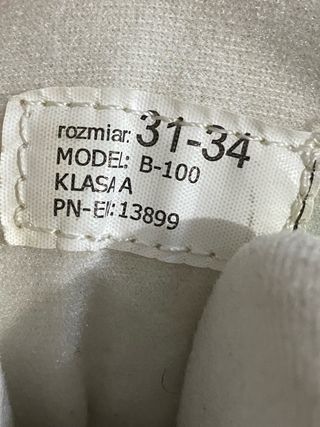 rozmiar: 31-34
MODEL: B-100
KLASA A
PN-EN:13899